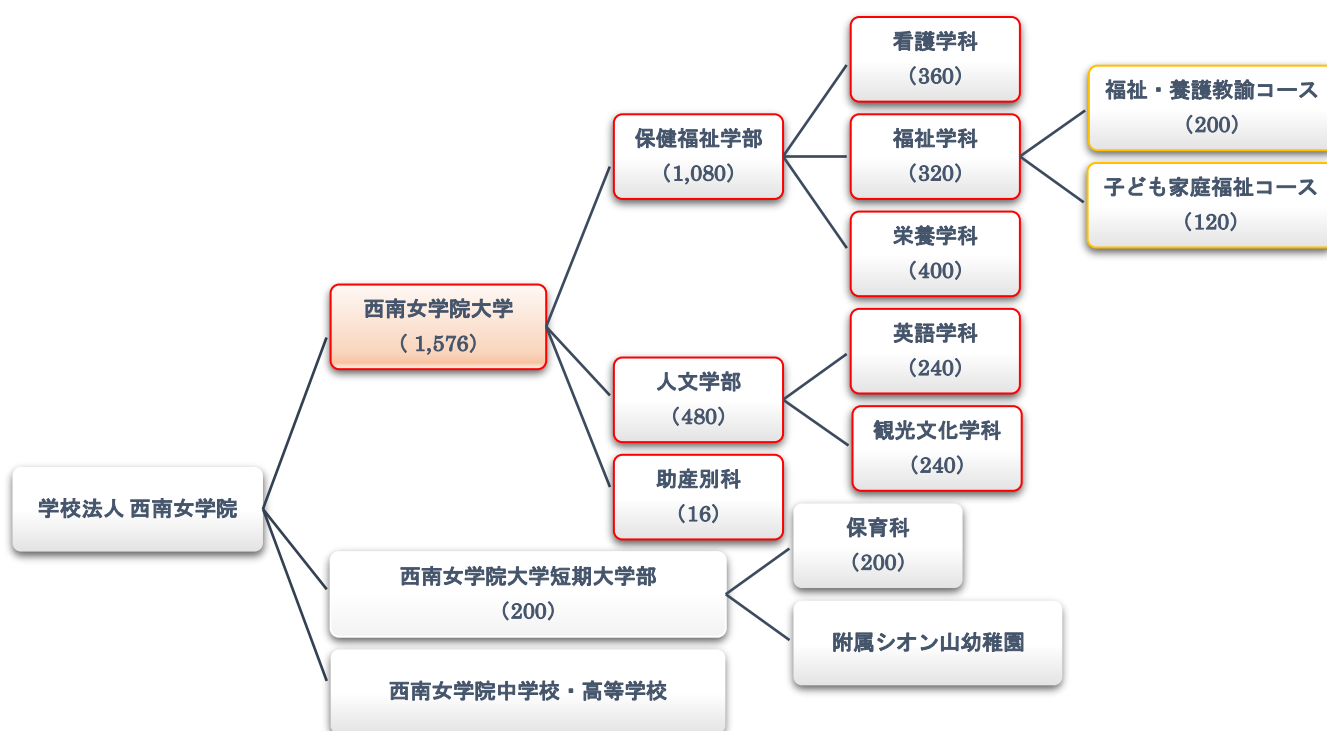 学校法人 西南女学院
西南女学院大学
( 1,576)
保健福祉学部
(1,080)
看護学科
(360)
福祉学科
(320)
福祉・養護教諭コース
(200)
子ども家庭福祉コース
(120)
栄養学科
(400)
人文学部
(480)
英語学科
(240)
観光文化学科
(240)
助産別科
(16)
西南女学院大学短期大学部
(200)
保育科
(200)
附属シオン山幼稚園
西南女学院中学校・高等学校